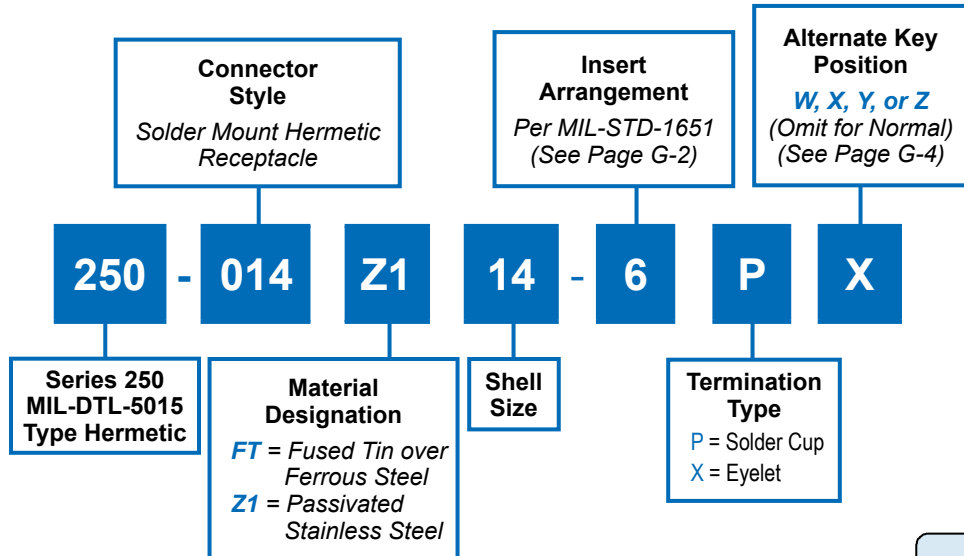 Connector
Style
Solder Mount Hermetic
Receptacle
Insert
Arrangement
Per MIL-STD-1651
(See Page G-2)
Alternate Key
Position
W, X, Y, or Z
(Omit for Normal)
(See Page G-4)
250 - 014 Z1 14 - 6 P X
Series 250
MIL-DTL-5015
Type Hermetic
Material
Designation
FT = Fused Tin over
Ferrous Steel
Z1 = Passivated
Stainless Steel
Shell
Size
Termination
Type
P = Solder Cup
X = Eyelet